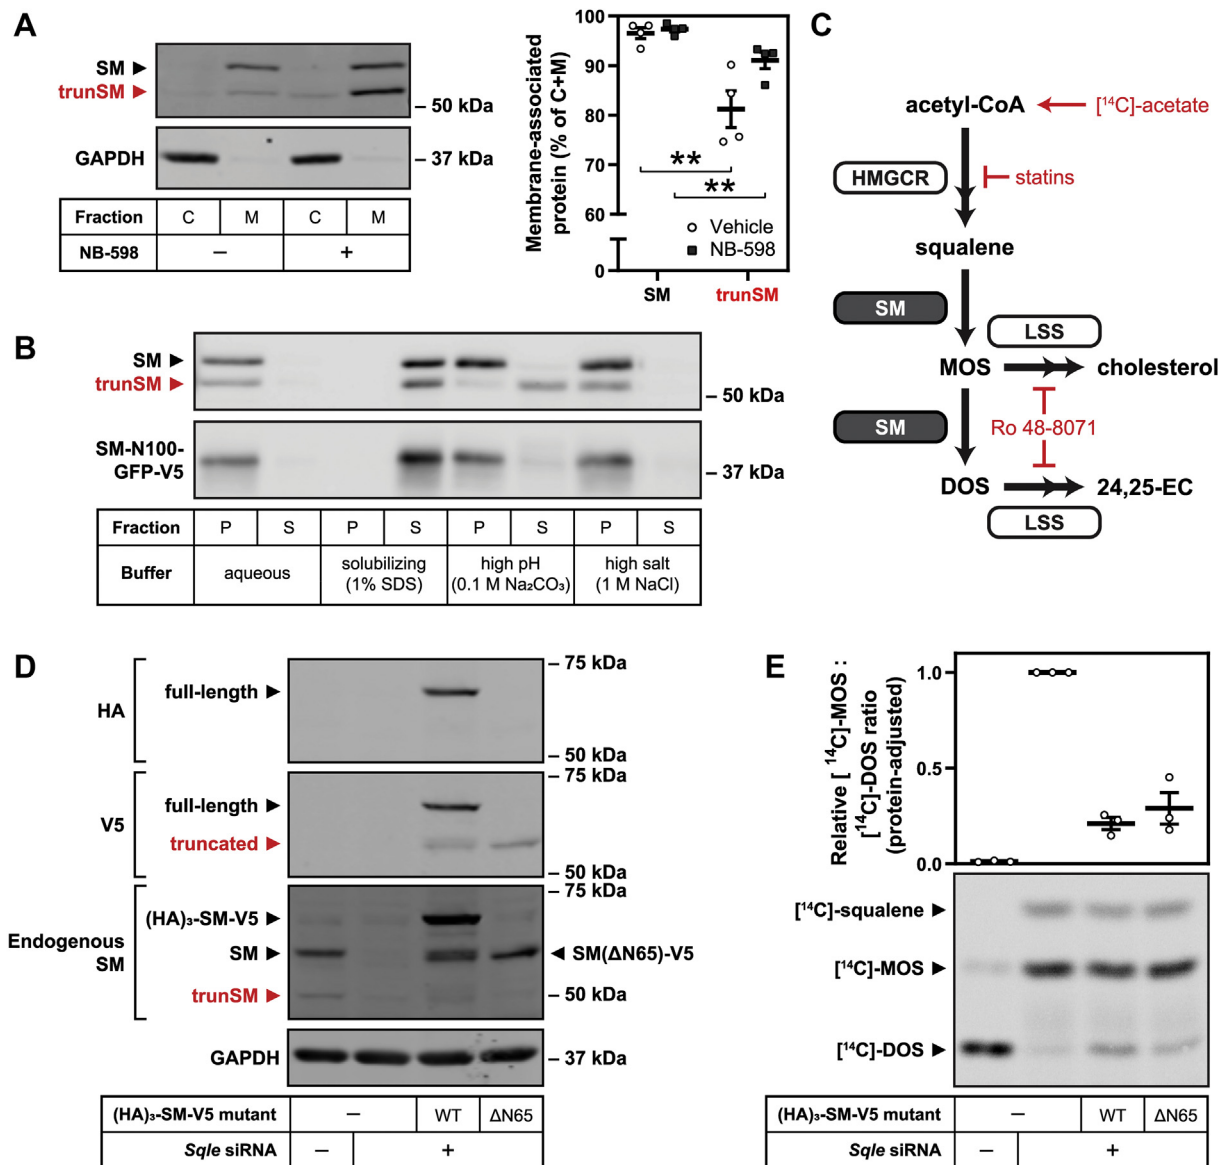 A
SM
trunSM
– 50 kDa
GAPDH
– 37 kDa
Fraction C M C M
NB-598 – +
Membrane-associated
protein (% of C+M)
100
90
80
70
60
0
**
**
Vehicle
NB-598
SM trunSM
B
SM
trunSM
– 50 kDa
SM-N100-
GFP-V5
– 37 kDa
Fraction P S P S P S P S
Buffer aqueous solubilizing (1% SDS) high pH (0.1 M Na₂CO₃) high salt (1 M NaCl)
C
acetyl-CoA [¹⁴C]-acetate
HMGCR statins
squalene
SM
LSS
MOS cholesterol
Ro 48-8071
SM
DOS 24,25-EC
LSS
D
HA
full-length
– 75 kDa
– 50 kDa
V5
full-length
truncated
– 75 kDa
– 50 kDa
Endogenous
SM
(HA)₃-SM-V5
SM
trunSM
– 75 kDa
SM(ΔN65)-V5
– 50 kDa
GAPDH
– 37 kDa
(HA)₃-SM-V5 mutant – WT ΔN65
Sqle siRNA – +
E
Relative [¹⁴C]-MOS :
[¹⁴C]-DOS ratio
(protein-adjusted)
1.0
0.5
0.0
[¹⁴C]-squalene
[¹⁴C]-MOS
[¹⁴C]-DOS
(HA)₃-SM-V5 mutant – WT ΔN65
Sqle siRNA – +